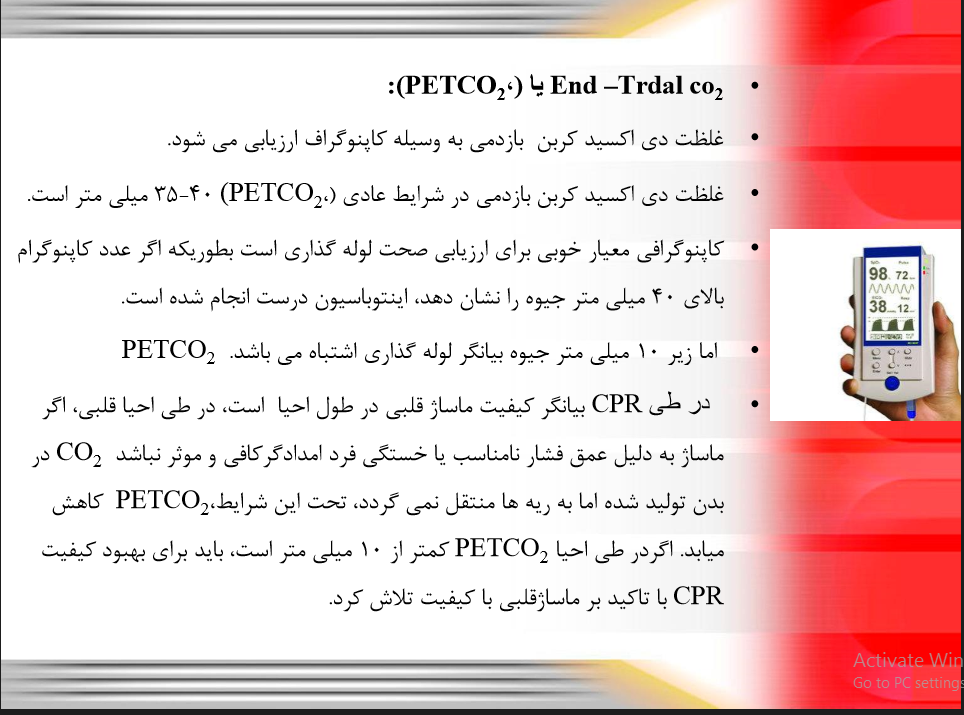 End –Trdal co₂ یا (،PETCO₂):
غلظت دی اکسید کربن بازدمی به وسیله کاپنوگراف ارزیابی می شود.
غلظت دی اکسید کربن بازدمی در شرایط عادی (،PETCO₂) ۳۵-۴۰ میلی متر است.
کاپنوگرافی معیار خوبی برای ارزیابی صحت لوله گذاری است بطوریکه اگر عدد کاپنوگرام
بالای ۴۰ میلی متر جیوه را نشان دهد، اینتوباسیون درست انجام شده است.
اما زیر ۱۰ میلی متر جیوه بیانگر لوله گذاری اشتباه می باشد. PETCO₂
در طی CPR بیانگر کیفیت ماساژ قلبی در طول احیا است، در طی احیا قلبی، اگر
ماساژ به دلیل عمق فشار نامناسب یا خستگی فرد امدادگرکافی و موثر نباشد CO₂ در
بدن تولید شده اما به ریه ها منتقل نمی گردد، تحت این شرایط،PETCO₂ کاهش
میابد. اگردر طی احیا PETCO₂ کمتر از ۱۰ میلی متر است، باید برای بهبود کیفیت
CPR با تاکید بر ماساژقلبی با کیفیت تلاش کرد.
98 72
38 12
Activate Win
Go to PC settings